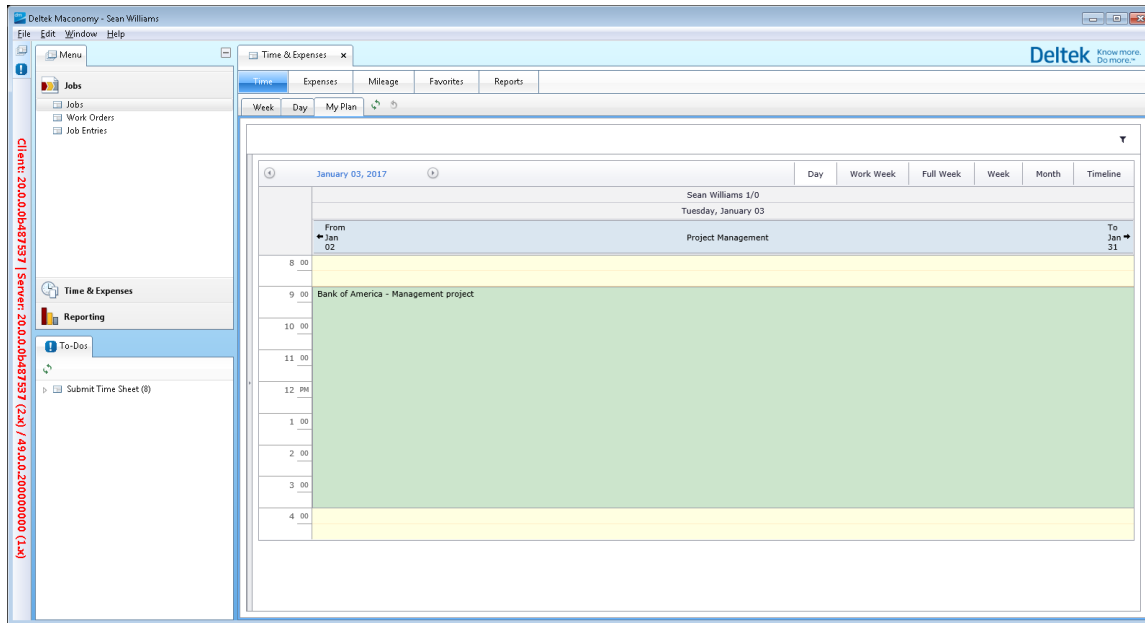 Deltek Maconomy - Sean Williams
File Edit Window Help
Menu
Jobs
Jobs
Work Orders
Job Entries
Time & Expenses
Reporting
To-Dos
Submit Time Sheet (8)
Client: 20.0.0.0b487537 | Server: 20.0.0.0b487537 (2.x) / 49.0.0.200000000 (1.x)
Time & Expenses
Deltek Know more. Do more.™
Time Expenses Mileage Favorites Reports
Week Day My Plan
January 03, 2017 Day Work Week Full Week Week Month Timeline
Sean Williams 1/0
Tuesday, January 03
From Jan 02 Project Management To Jan 31
8 00
9 00 Bank of America - Management project
10 00
11 00
12 PM
1 00
2 00
3 00
4 00